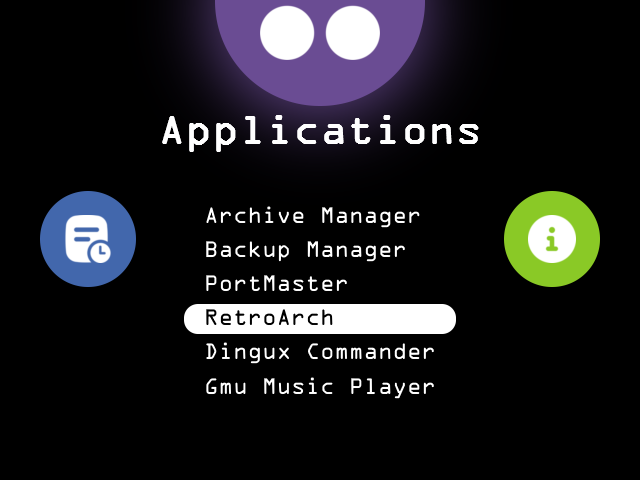 Applications
Archive Manager
Backup Manager
PortMaster
RetroArch
Dingux Commander
Gmu Music Player